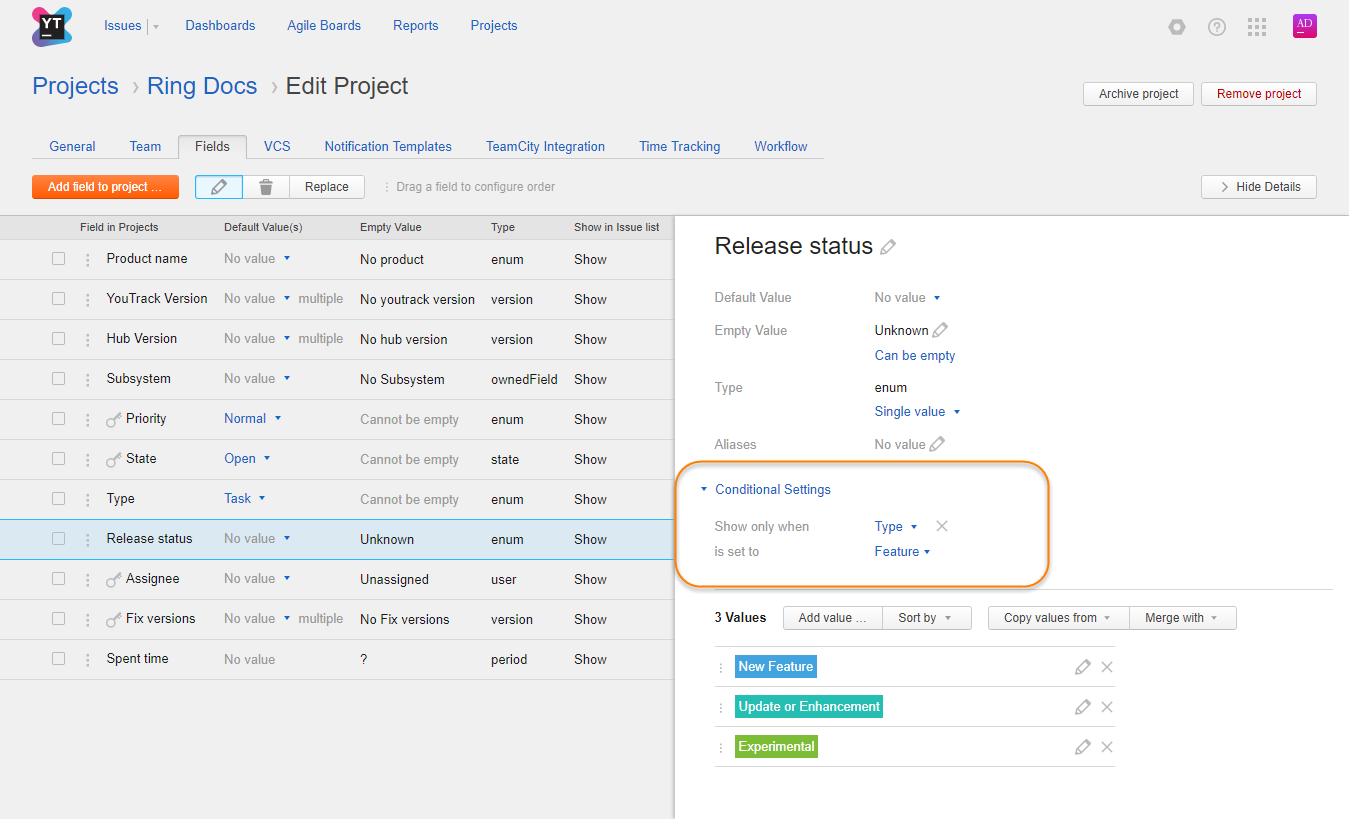 YT
Issues Dashboards Agile Boards Reports Projects
AD
Projects › Ring Docs › Edit Project
Archive project Remove project
General Team Fields VCS Notification Templates TeamCity Integration Time Tracking Workflow
Add field to project ... Replace Drag a field to configure order Hide Details
Field in Projects Default Value(s) Empty Value Type Show in Issue list
Product name No value No product enum Show
YouTrack Version No value multiple No youtrack version version Show
Hub Version No value multiple No hub version version Show
Subsystem No value No Subsystem ownedField Show
Priority Normal Cannot be empty enum Show
State Open Cannot be empty state Show
Type Task Cannot be empty enum Show
Release status No value Unknown enum Show
Assignee No value Unassigned user Show
Fix versions No value multiple No Fix versions version Show
Spent time No value ? period Show
Release status
Default Value No value
Empty Value Unknown
Can be empty
Type enum
Single value
Aliases No value
Conditional Settings
Show only when Type
is set to Feature
3 Values Add value ... Sort by Copy values from Merge with
New Feature
Update or Enhancement
Experimental